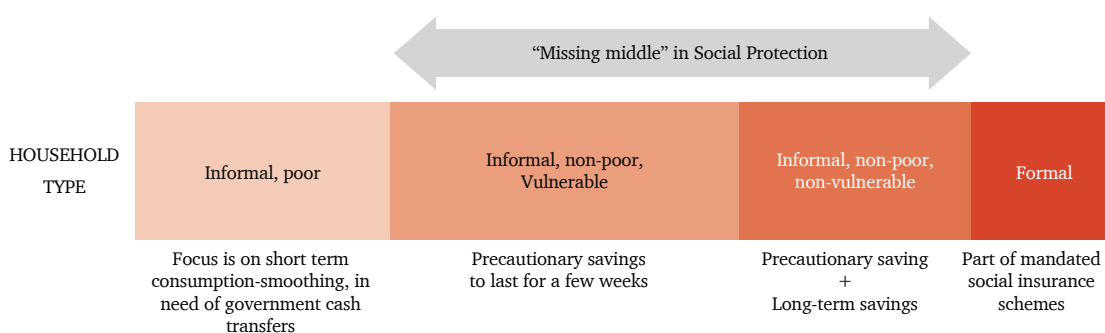 “Missing middle” in Social Protection
HOUSEHOLD
TYPE
Informal, poor
Informal, non-poor,
Vulnerable
Informal, non-poor,
non-vulnerable
Formal
Focus is on short term
consumption-smoothing, in
need of government cash
transfers
Precautionary savings
to last for a few weeks
Precautionary saving
+
Long-term savings
Part of mandated
social insurance
schemes